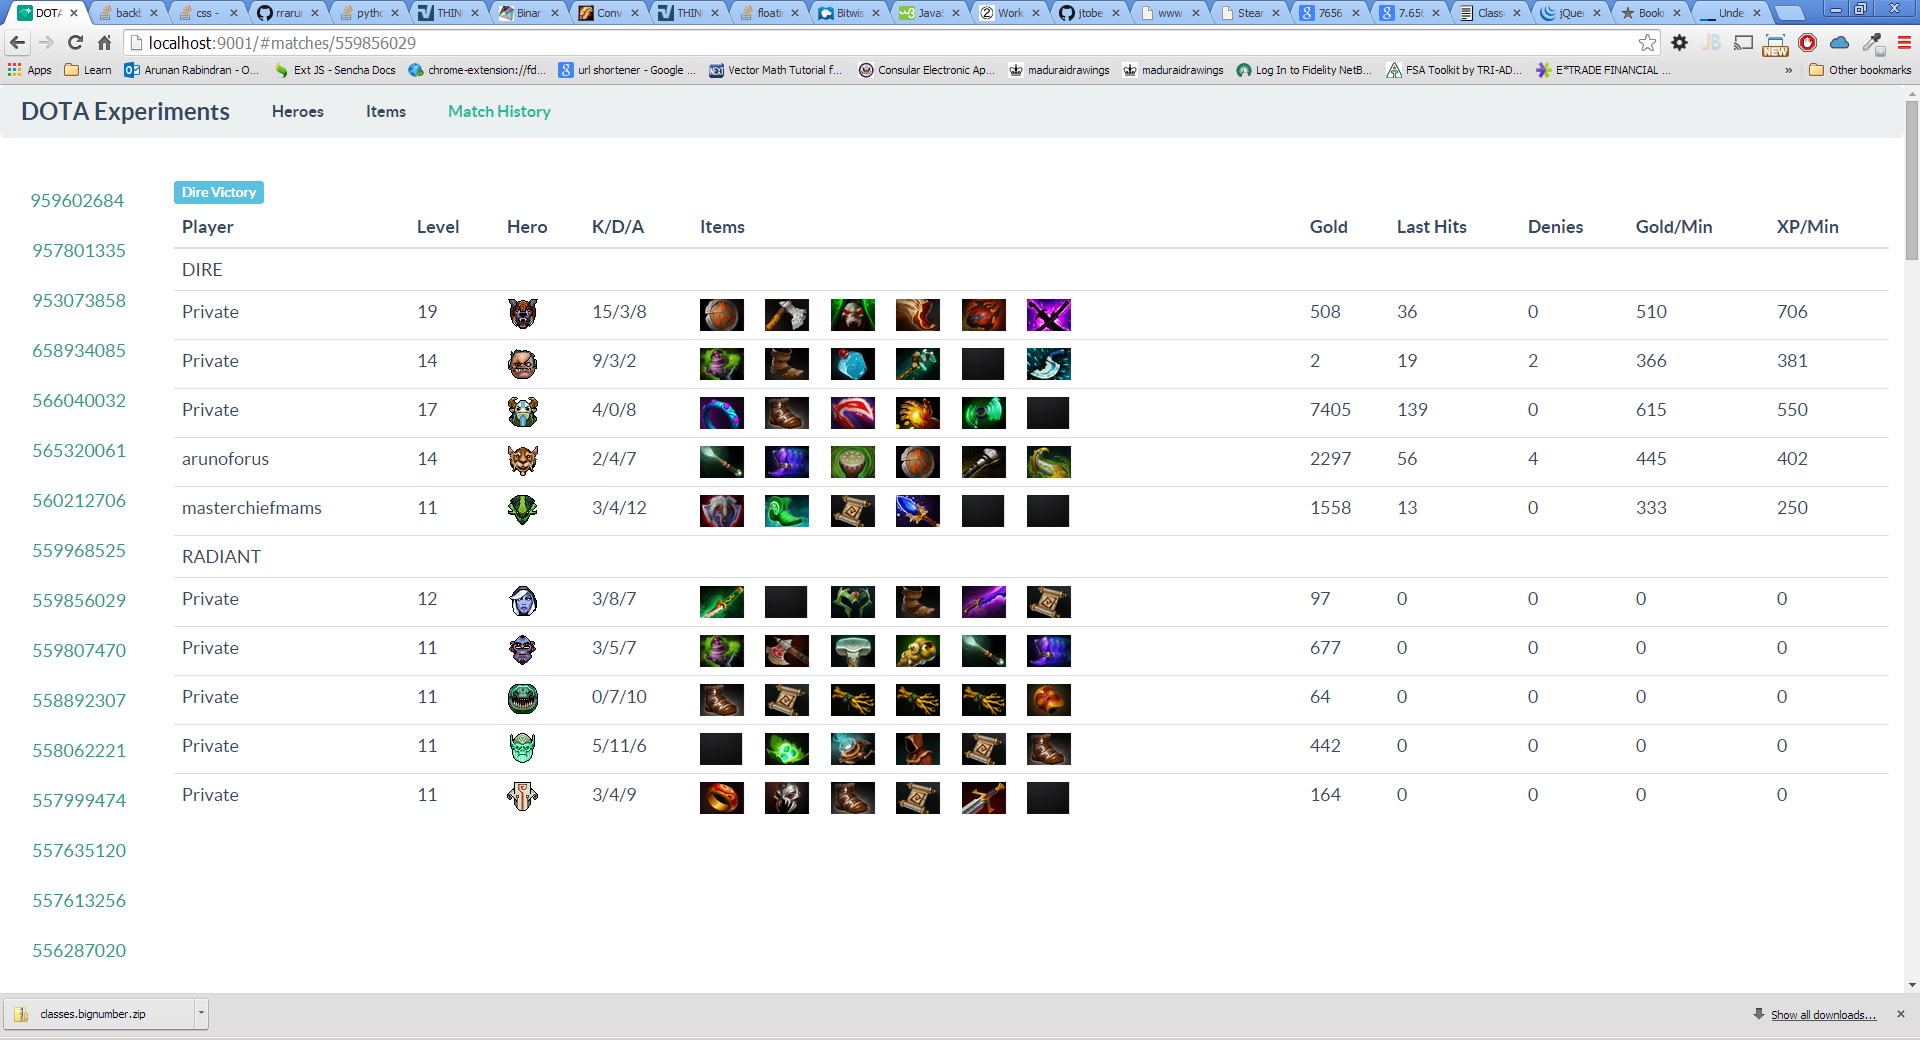 DOTA backl css - rrarur pytho THIN Binar Conv THIN floati Bitwis JavaS Work jtobe www Stear 7656 7.656 Class jQuer Bookr Unde
localhost:9001/#matches/559856029
Apps Learn Arunan Rabindran - O... Ext JS - Sencha Docs chrome-extension://fd... url shortener - Google ... Vector Math Tutorial f... Consular Electronic Ap... maduraidrawings maduraidrawings Log In to Fidelity NetB... FSA Toolkit by TRI-AD... E*TRADE FINANCIAL ... » Other bookmarks
DOTA Experiments Heroes Items Match History
959602684
957801335
953073858
658934085
566040032
565320061
560212706
559968525
559856029
559807470
558892307
558062221
557999474
557635120
557613256
556287020
Dire Victory
Player Level Hero K/D/A Items Gold Last Hits Denies Gold/Min XP/Min
DIRE
Private 19 15/3/8 508 36 0 510 706
Private 14 9/3/2 2 19 2 366 381
Private 17 4/0/8 7405 139 0 615 550
arunoforus 14 2/4/7 2297 56 4 445 402
masterchiefmams 11 3/4/12 1558 13 0 333 250
RADIANT
Private 12 3/8/7 97 0 0 0 0
Private 11 3/5/7 677 0 0 0 0
Private 11 0/7/10 64 0 0 0 0
Private 11 5/11/6 442 0 0 0 0
Private 11 3/4/9 164 0 0 0 0
classes.bignumber.zip Show all downloads...